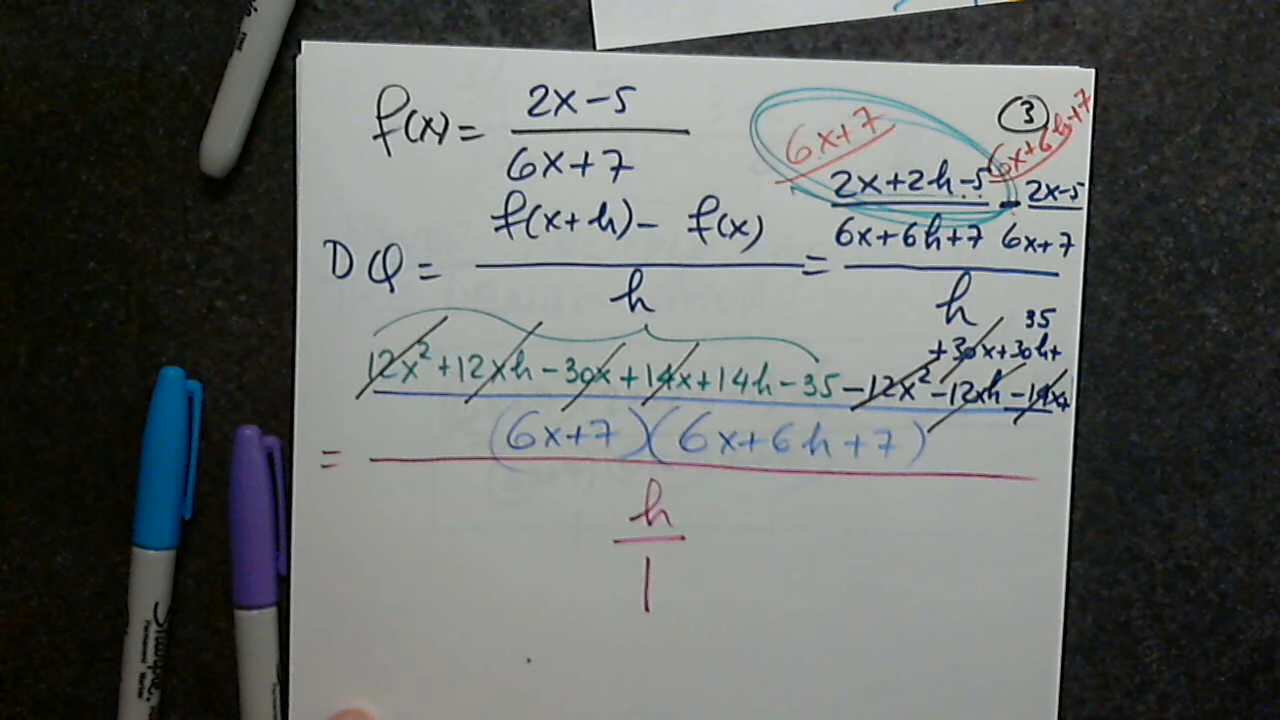 f(x) = 2x-5
6x+7
3
6x+7 6x+6h+7
DQ = f(x+h) - f(x)
h
= 2x+2h-5 - 2x-5
6x+6h+7 6x+7
h
35
+30x+30h+
12x²+12xh-30x+14x+14h-35-12x²-12xh-14x+
= (6x+7)(6x+6h+7)
h
1
Sharpie.